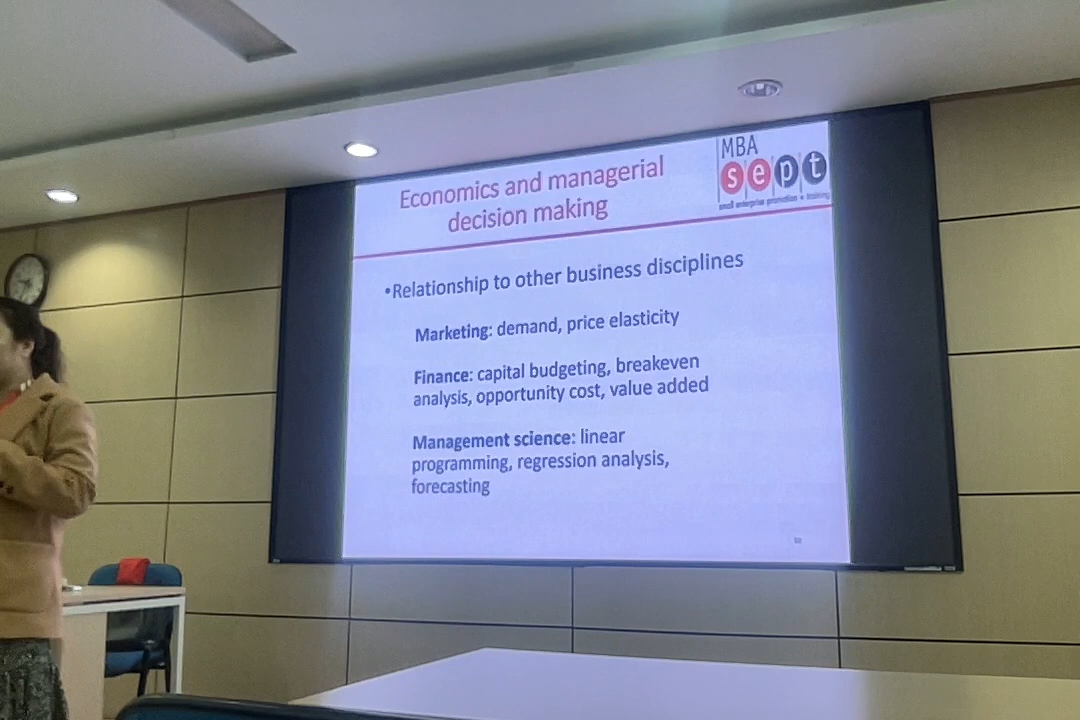 Economics and managerial
decision making
MBA
sept
small enterprise promotion + training
•Relationship to other business disciplines
Marketing: demand, price elasticity
Finance: capital budgeting, breakeven
analysis, opportunity cost, value added
Management science: linear
programming, regression analysis,
forecasting